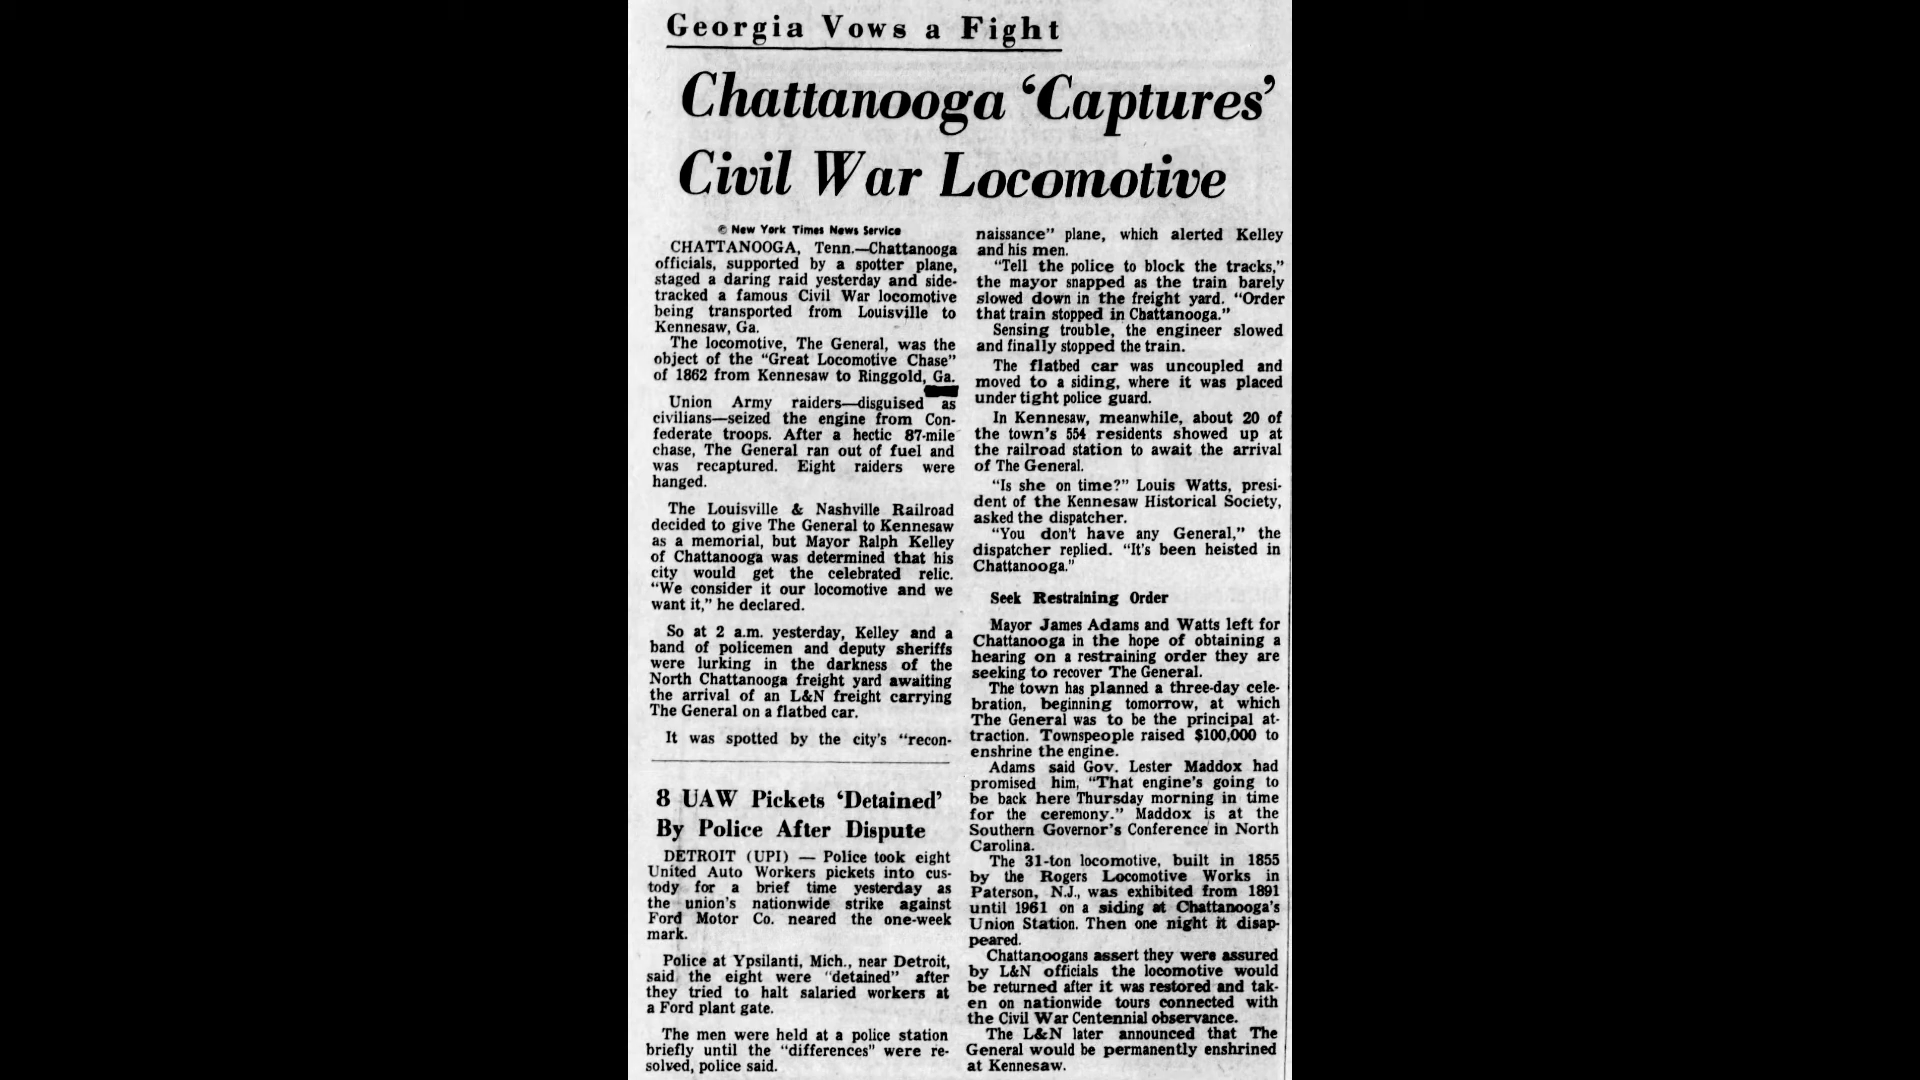 Georgia Vows a Fight
Chattanooga ‘Captures’
Civil War Locomotive
© New York Times News Service
CHATTANOOGA, Tenn.—Chattanooga
officials, supported by a spotter plane,
staged a daring raid yesterday and side-
tracked a famous Civil War locomotive
being transported from Louisville to
Kennesaw, Ga.
The locomotive, The General, was the
object of the “Great Locomotive Chase”
of 1862 from Kennesaw to Ringgold, Ga.
Union Army raiders—disguised as
civilians—seized the engine from Con-
federate troops. After a hectic 87-mile
chase, The General ran out of fuel and
was recaptured. Eight raiders were
hanged.
The Louisville & Nashville Railroad
decided to give The General to Kennesaw
as a memorial, but Mayor Ralph Kelley
of Chattanooga was determined that his
city would get the celebrated relic.
“We consider it our locomotive and we
want it,” he declared.
So at 2 a.m. yesterday, Kelley and a
band of policemen and deputy sheriffs
were lurking in the darkness of the
North Chattanooga freight yard awaiting
the arrival of an L&N freight carrying
The General on a flatbed car.
It was spotted by the city’s “recon-
naissance” plane, which alerted Kelley
and his men.
“Tell the police to block the tracks,”
the mayor snapped as the train barely
slowed down in the freight yard. “Order
that train stopped in Chattanooga.”
Sensing trouble, the engineer slowed
and finally stopped the train.
The flatbed car was uncoupled and
moved to a siding, where it was placed
under tight police guard.
In Kennesaw, meanwhile, about 20 of
the town’s 554 residents showed up at
the railroad station to await the arrival
of The General.
“Is she on time?” Louis Watts, presi-
dent of the Kennesaw Historical Society,
asked the dispatcher.
“You don’t have any General,” the
dispatcher replied. “It’s been heisted in
Chattanooga.”
Seek Restraining Order
Mayor James Adams and Watts left for
Chattanooga in the hope of obtaining a
hearing on a restraining order they are
seeking to recover The General.
The town has planned a three-day cele-
bration, beginning tomorrow, at which
The General was to be the principal at-
traction. Townspeople raised $100,000 to
enshrine the engine.
Adams said Gov. Lester Maddox had
promised him, “That engine’s going to
be back here Thursday morning in time
for the ceremony.” Maddox is at the
Southern Governor’s Conference in North
Carolina.
The 31-ton locomotive, built in 1855
by the Rogers Locomotive Works in
Paterson, N.J., was exhibited from 1891
until 1961 on a siding at Chattanooga’s
Union Station. Then one night it disap-
peared.
Chattanoogans assert they were assured
by L&N officials the locomotive would
be returned after it was restored and tak-
en on nationwide tours connected with
the Civil War Centennial observance.
The L&N later announced that The
General would be permanently enshrined
at Kennesaw.
8 UAW Pickets ‘Detained’
By Police After Dispute
DETROIT (UPI) — Police took eight
United Auto Workers pickets into cus-
tody for a brief time yesterday as
the union’s nationwide strike against
Ford Motor Co. neared the one-week
mark.
Police at Ypsilanti, Mich., near Detroit,
said the eight were “detained” after
they tried to halt salaried workers at
a Ford plant gate.
The men were held at a police station
briefly until the “differences” were re-
solved, police said.